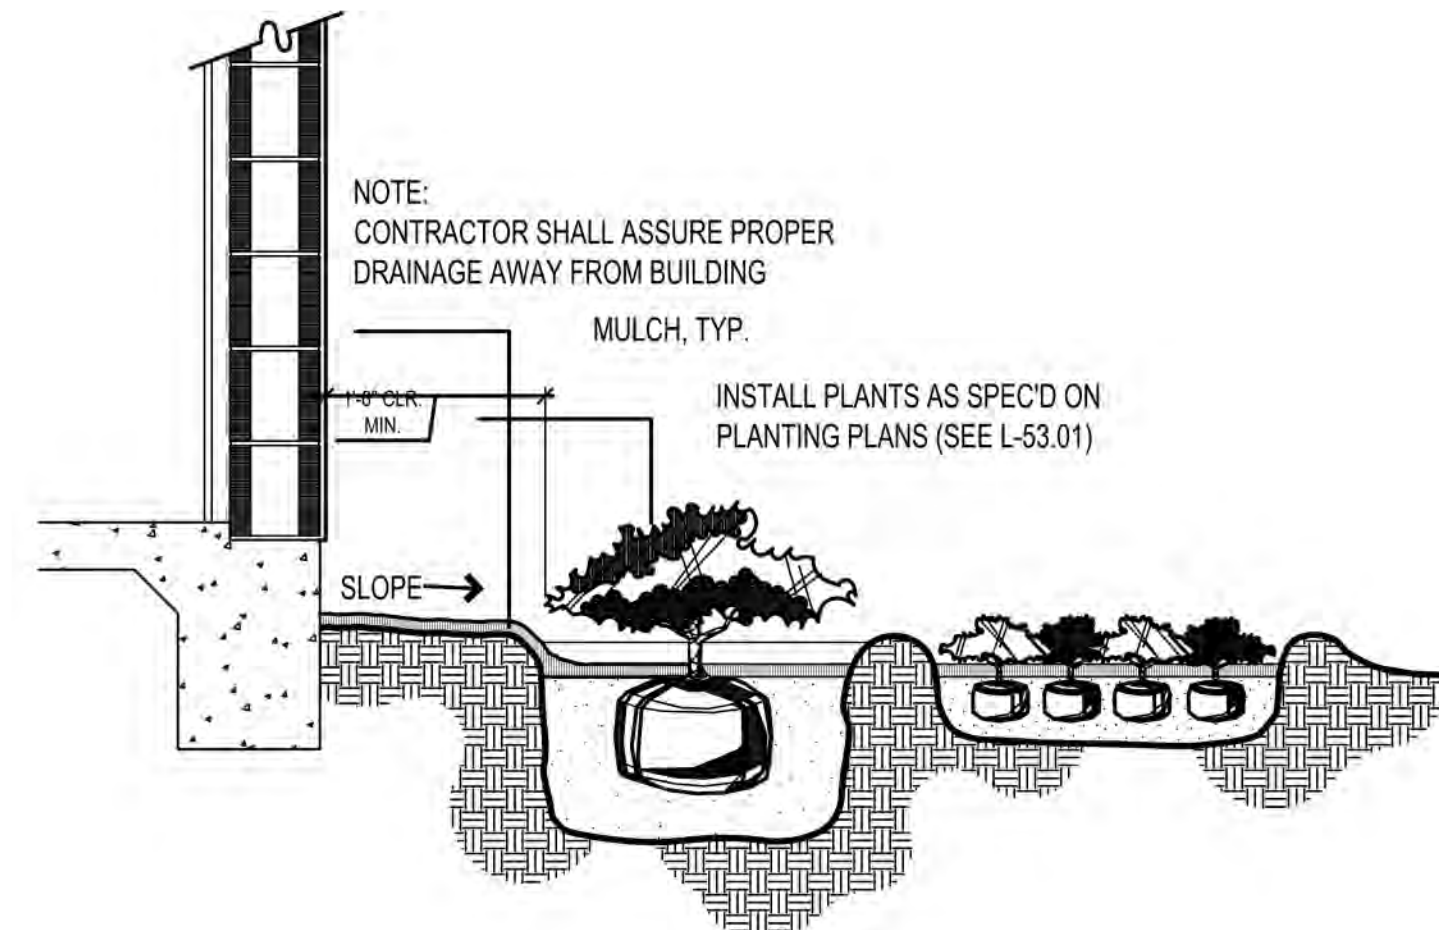 NOTE:
CONTRACTOR SHALL ASSURE PROPER
DRAINAGE AWAY FROM BUILDING
MULCH, TYP.
INSTALL PLANTS AS SPEC'D ON
PLANTING PLANS (SEE L-53.01)
CLR.
MIN.
SLOPE